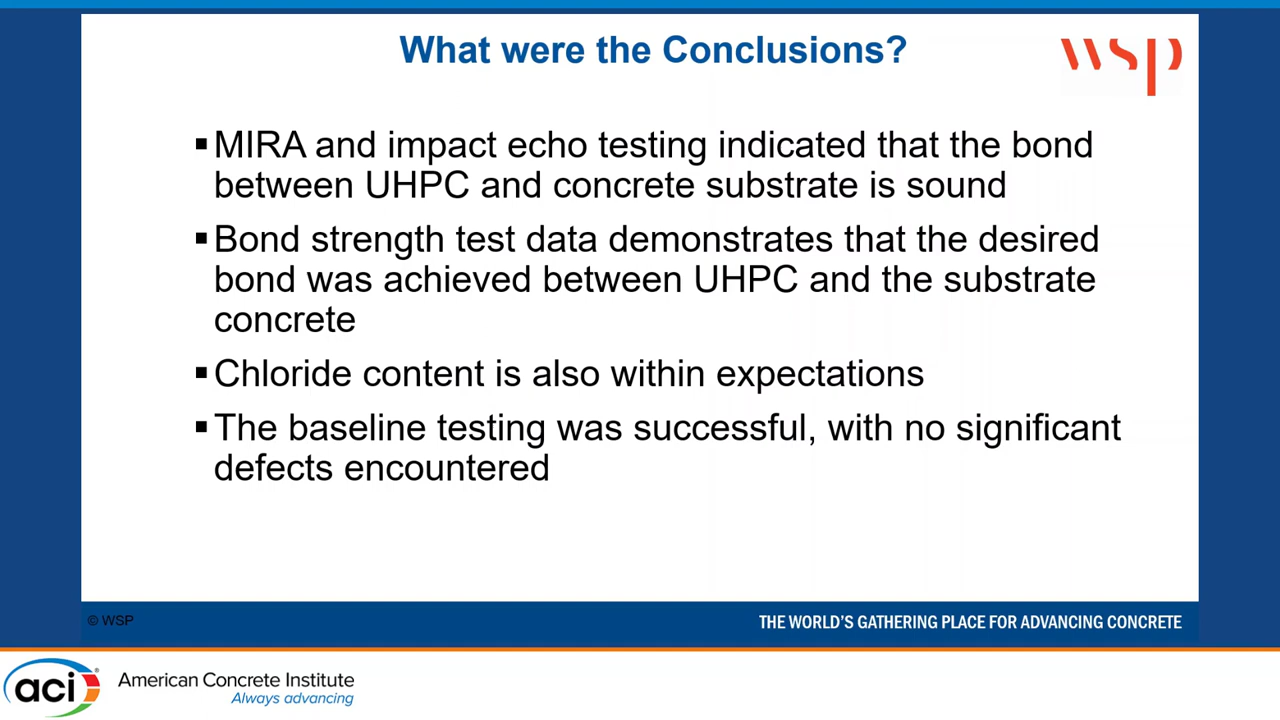 What were the Conclusions?
wsp
▪MIRA and impact echo testing indicated that the bond
between UHPC and concrete substrate is sound
▪Bond strength test data demonstrates that the desired
bond was achieved between UHPC and the substrate
concrete
▪Chloride content is also within expectations
▪The baseline testing was successful, with no significant
defects encountered
© WSP
THE WORLD'S GATHERING PLACE FOR ADVANCING CONCRETE
aci®
American Concrete Institute
Always advancing